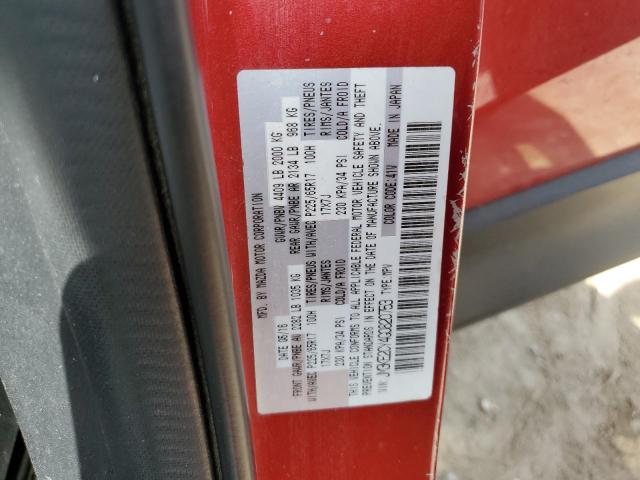 MFD. BY MAZDA MOTOR CORPORATION
DATE 05/16 GVWR/PNBV 4409 LB 2000 KG
FRONT GAWR/PNBE AV 2282 LB 1035 KG REAR GAWR/PNBE AR 2134 LB 968 KG
WITH/AVEC P225/65R17 100H TIRES/PNEUS WITH/AVEC P225/65R17 100H TIRES/PNEUS
17X7J RIMS/JANTES 17X7J RIMS/JANTES
230 KPA/34 PSI COLD/A FROID 230 KPA/34 PSI COLD/A FROID
THIS VEHICLE CONFORMS TO ALL APPLICABLE FEDERAL MOTOR VEHICLE SAFETY AND THEFT
PREVENTION STANDARDS IN EFFECT ON THE DATE OF MANUFACTURE SHOWN ABOVE.
TYPE: MPV COLOR CODE:41V MADE IN JAPAN